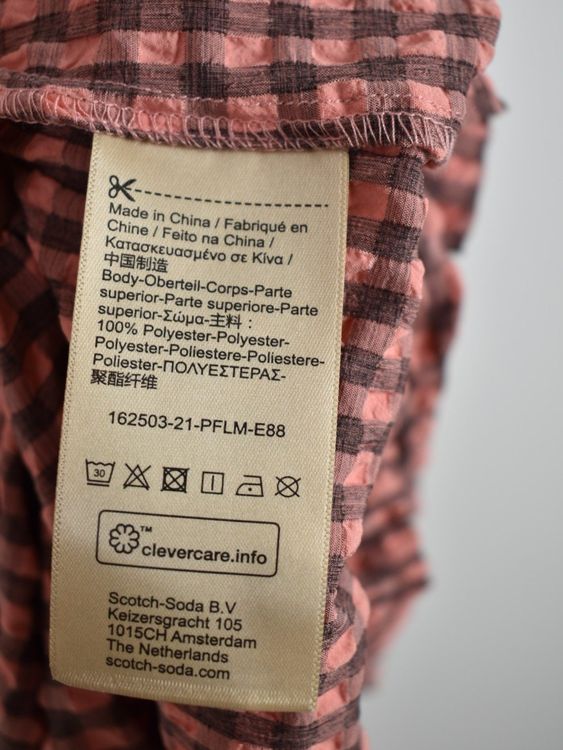 Made in China / Fabriqué en
Chine / Feito na China /
Κατασκευασμένο σε Κίνα /
中国制造
Body-Oberteil-Corps-Parte
superior-Parte superiore-Parte
superior-Σώμα-主料：
100% Polyester-Polyester-
Polyester-Poliestere-Poliestere-
Poliester-ΠΟΛΥΕΣΤΕΡΑΣ-
聚酯纤维
162503-21-PFLM-E88
30
™
clevercare.info
Scotch-Soda B.V
Keizersgracht 105
1015CH Amsterdam
The Netherlands
scotch-soda.com